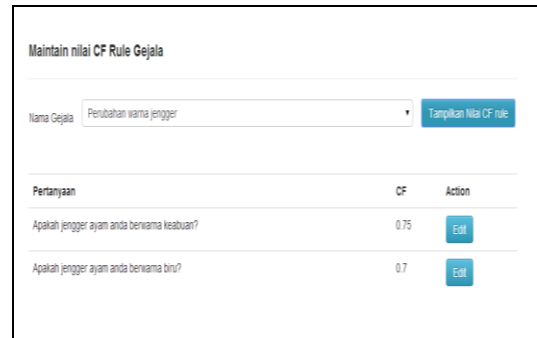 Maintain nilai CF Rule Gejala
Nama Gejala Perubahan warna jengger Tampilkan Nilai CF rule
Pertanyaan CF Action
Apakah jengger ayam anda berwarna keabuan? 0.75 Edit
Apakah jengger ayam anda berwarna biru? 0.7 Edit